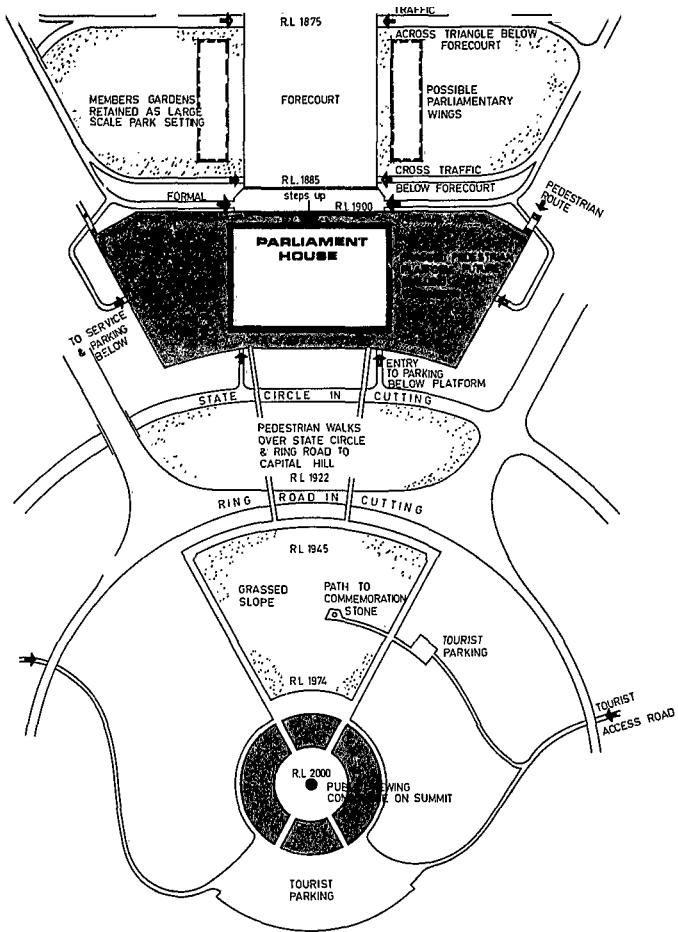 TRAFFIC
R.L 1875
ACROSS TRIANGLE BELOW
FORECOURT
MEMBERS GARDENS
RETAINED AS LARGE
SCALE PARK SETTING
FORECOURT
POSSIBLE
PARLIAMENTARY
WINGS
R.L. 1885
CROSS TRAFFIC
BELOW FORECOURT
FORMAL
steps up
R L 1900
PEDESTRIAN
ROUTE
PARLIAMENT
HOUSE
TO SERVICE
& PARKING
BELOW
ENTRY
TO PARKING
BELOW PLATFORM
STATE CIRCLE IN CUTTING
PEDESTRIAN WALKS
OVER STATE CIRCLE
& RING ROAD TO
CAPITAL HILL
R L 1922
RING ROAD IN CUTTING
R L 1945
GRASSED
SLOPE
PATH TO
COMMEMORATION
STONE
TOURIST
PARKING
R L 1974
TOURIST
ACCESS ROAD
R.L 2000
ON SUMMIT
TOURIST
PARKING